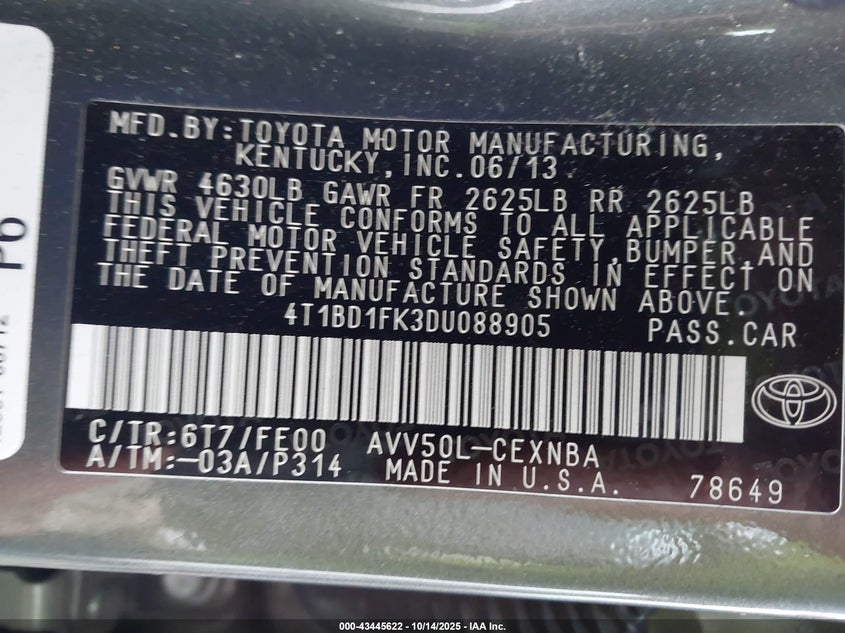 P6
MFD.BY:TOYOTA MOTOR MANUFACTURING,
KENTUCKY,INC.06/13
GVWR 4630LB GAWR FR 2625LB RR 2625LB
THIS VEHICLE CONFORMS TO ALL APPLICABLE
FEDERAL MOTOR VEHICLE SAFETY,BUMPER,AND
THEFT PREVENTION STANDARDS IN EFFECT ON
THE DATE OF MANUFACTURE SHOWN ABOVE.
4T1BD1FK3DU088905 PASS.CAR
C/TR:6T7/FE00 AVV50L-CEXNBA
A/TM:-03A/P314 MADE IN U.S.A. 78649
000-43445622 | 10/14/2025 - IAA Inc.